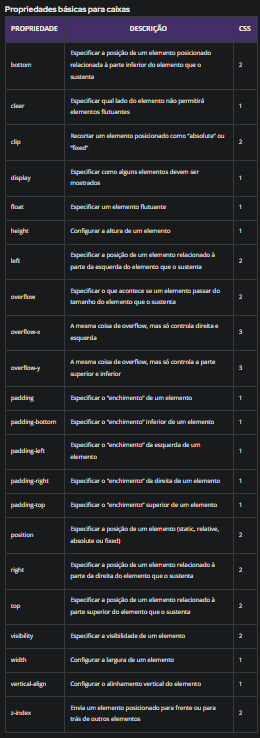 Propriedades básicas para caixas
PROPRIEDADE DESCRIÇÃO CSS
bottom Especificar a posição de um elemento posicionado
relacionada à parte inferior do elemento que o
sustenta 2
clear Especificar qual lado do elemento não permitirá
elementos flutuantes 1
clip Recortar um elemento posicionado como “absolute” ou
“fixed” 2
display Especificar como alguns elementos devem ser
mostrados 1
float Especificar um elemento flutuante 1
height Configurar a altura de um elemento 1
left Especificar a posição de um elemento relacionado à
parte da esquerda do elemento que o sustenta 2
overflow Especificar o que acontece se um elemento passar do
tamanho do elemento que o sustenta 2
overflow-x A mesma coisa de overflow, mas só controla direita e
esquerda 3
overflow-y A mesma coisa de overflow, mas só controla a parte
superior e inferior 3
padding Especificar o “enchimento” de um elemento 1
padding-bottom Especificar o “enchimento” inferior de um elemento 1
padding-left Especificar o “enchimento” da esquerda de um
elemento 1
padding-right Especificar o “enchimento” da direita de um elemento 1
padding-top Especificar o “enchimento” superior de um elemento 1
position Especificar a posição de um elemento (static, relative,
absolute ou fixed) 2
right Especificar a posição de um elemento relacionado à
parte da direita do elemento que o sustenta 2
top Especificar a posição de um elemento relacionado à
parte superior do elemento que o sustenta 2
visibility Especificar a visibilidade de um elemento 2
width Configurar a largura de um elemento 1
vertical-align Configurar o alinhamento vertical do elemento 1
z-index Envia um elemento posicionado para frente ou para
trás de outros elementos 2